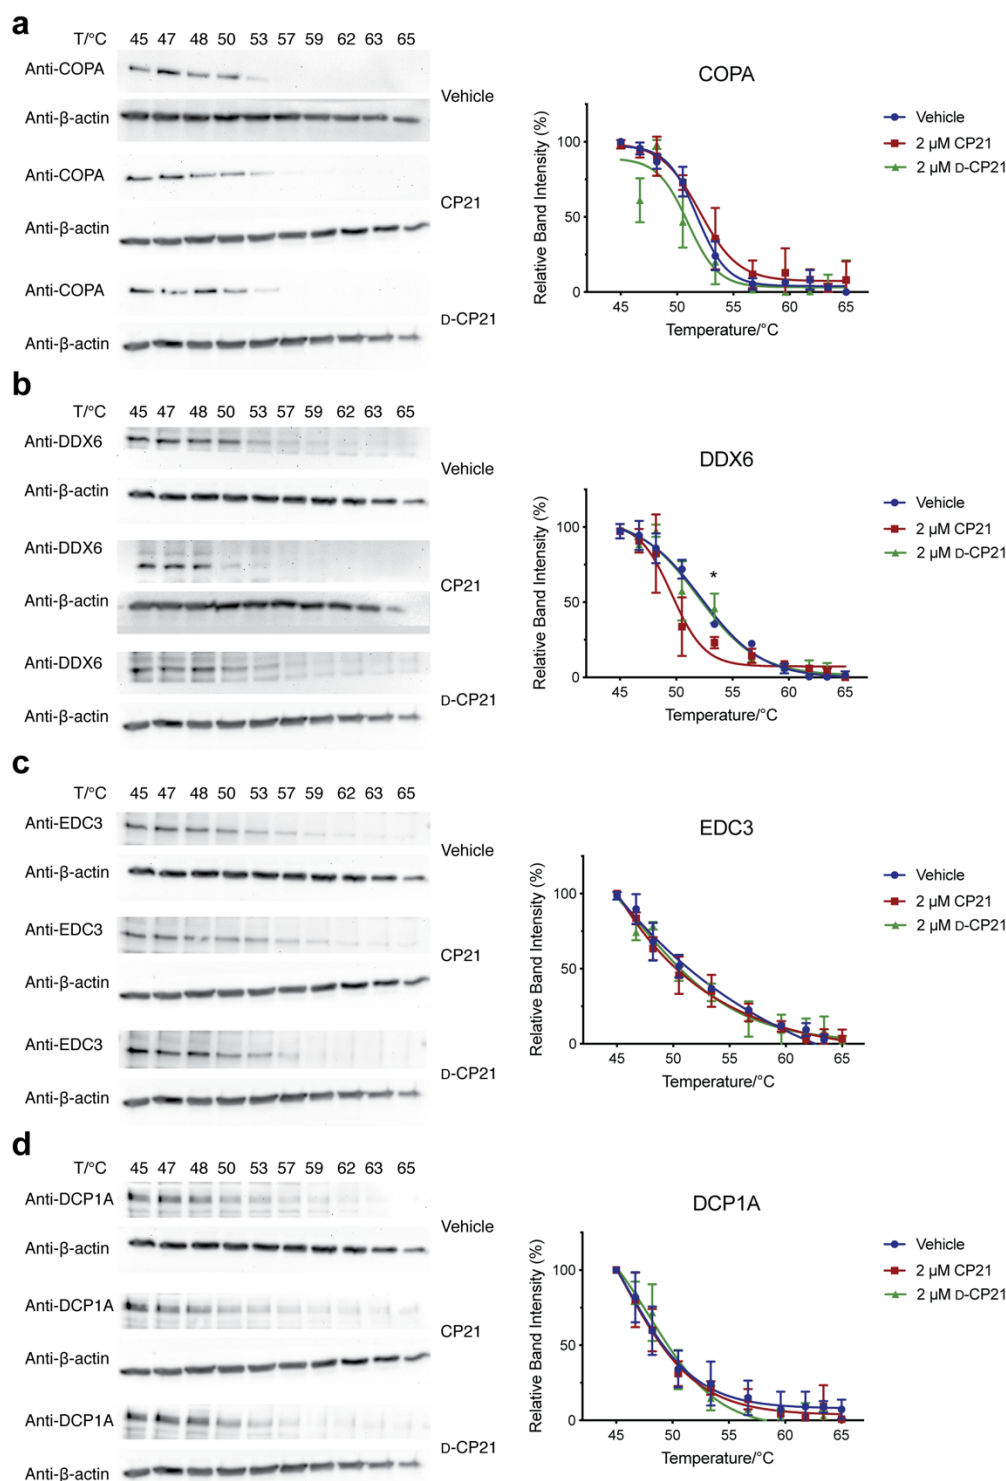 a
T/°C 45 47 48 50 53 57 59 62 63 65
Anti-COPA
Anti-β-actin
Vehicle
Anti-COPA
Anti-β-actin
CP21
Anti-COPA
Anti-β-actin
D-CP21
COPA
Relative Band Intensity (%)
100
50
0
45 50 55 60 65
Temperature/°C
Vehicle
2 µM CP21
2 µM D-CP21
b
T/°C 45 47 48 50 53 57 59 62 63 65
Anti-DDX6
Anti-β-actin
Vehicle
Anti-DDX6
Anti-β-actin
CP21
Anti-DDX6
Anti-β-actin
D-CP21
DDX6
Relative Band Intensity (%)
100
50
0
*
45 50 55 60 65
Temperature/°C
Vehicle
2 µM CP21
2 µM D-CP21
c
T/°C 45 47 48 50 53 57 59 62 63 65
Anti-EDC3
Anti-β-actin
Vehicle
Anti-EDC3
Anti-β-actin
CP21
Anti-EDC3
Anti-β-actin
D-CP21
EDC3
Relative Band Intensity (%)
100
50
0
45 50 55 60 65
Temperature/°C
Vehicle
2 µM CP21
2 µM D-CP21
d
T/°C 45 47 48 50 53 57 59 62 63 65
Anti-DCP1A
Anti-β-actin
Vehicle
Anti-DCP1A
Anti-β-actin
CP21
Anti-DCP1A
Anti-β-actin
D-CP21
DCP1A
Relative Band Intensity (%)
100
50
0
45 50 55 60 65
Temperature/°C
Vehicle
2 µM CP21
2 µM D-CP21